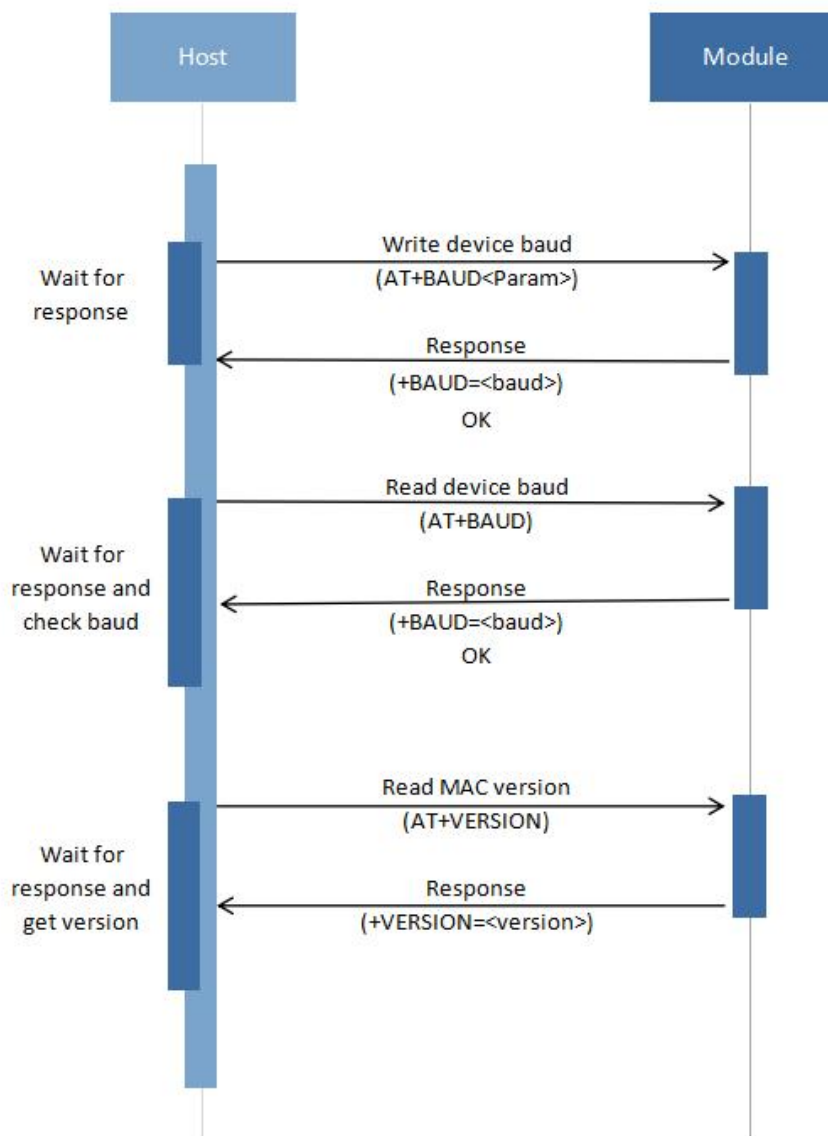 Host
Module
Write device baud
(AT+BAUD<Param>)
Wait for
response
Response
(+BAUD=<baud>)
OK
Read device baud
(AT+BAUD)
Wait for
response and
check baud
Response
(+BAUD=<baud>)
OK
Read MAC version
(AT+VERSION)
Wait for
response and
get version
Response
(+VERSION=<version>)